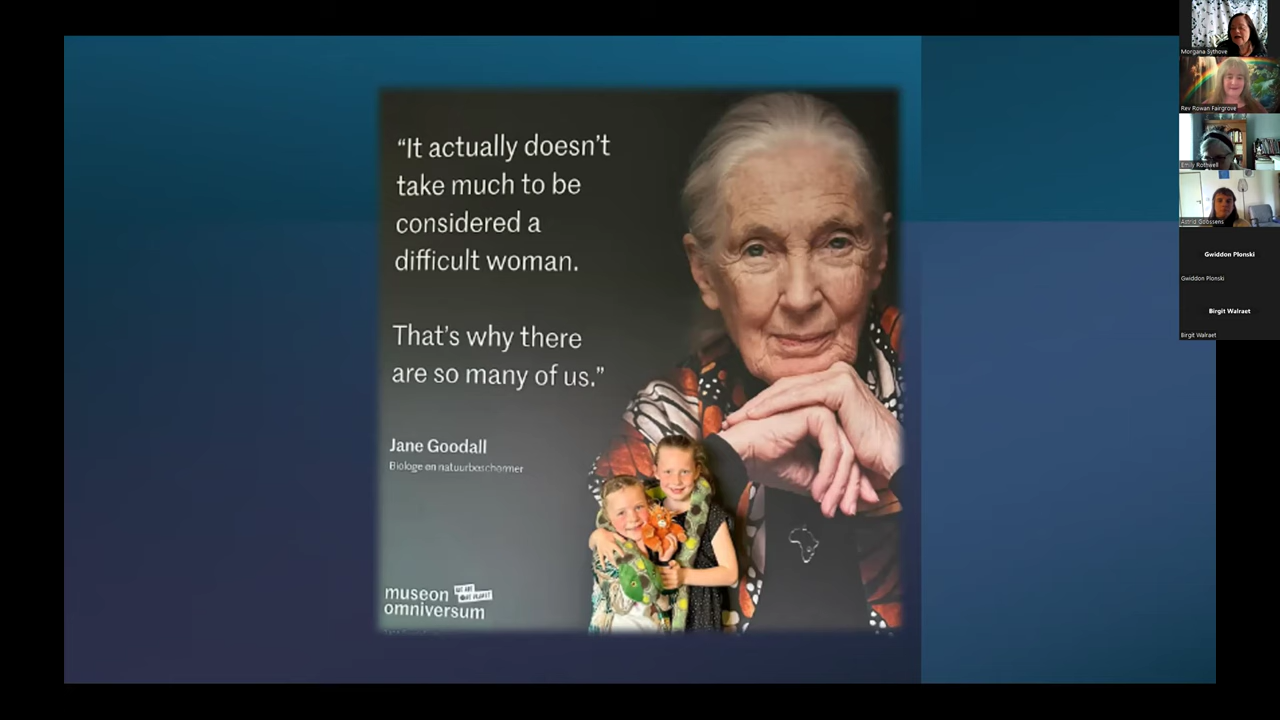 “It actually doesn’t
take much to be
considered a
difficult woman.
That’s why there
are so many of us.”
Jane Goodall
Bioloog en natuurbeschermer
museon
omniversum
Morgana Sythove
Rev Rowan Fairgrove
Emily Rothwell
Astrid Goossens
Gwiddon Plonski
Gwiddon Plonski
Birgit Walraet
Birgit Walraet